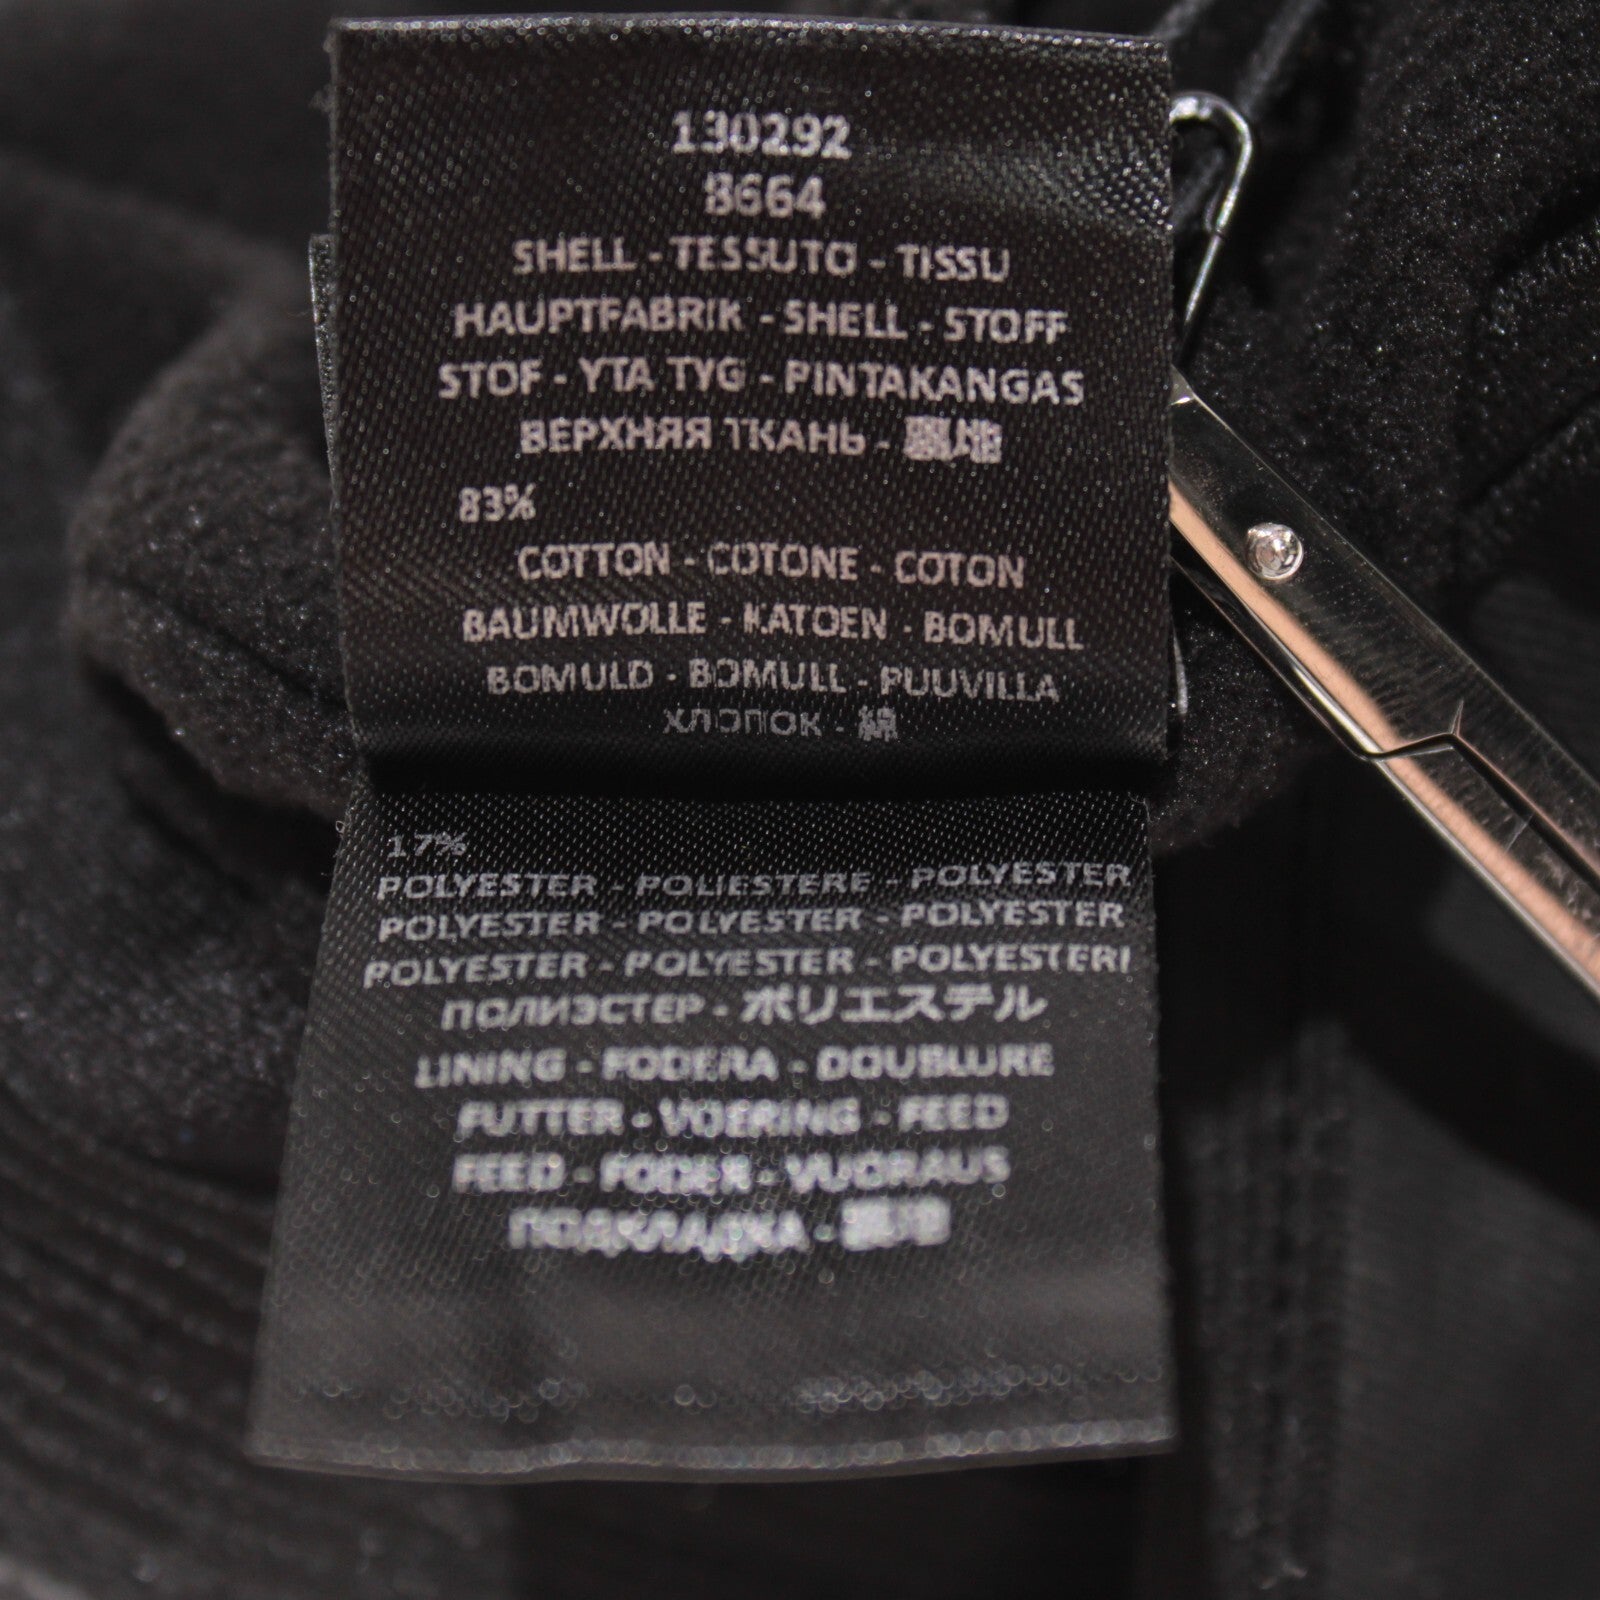 130292
8664
SHELL - TESSUTO - TISSU
HAUPTFABRIK - SHELL - STOFF
STOF - YTA TYG - PINTAKANGAS
ВЕРХНЯЯ ТКАНЬ -
83%
COTTON - COTONE - COTON
BAUMWOLLE - KATOEN - BOMULL
BOMULD - BOMULL - PUUVILLA
ХЛОПОК - 綿
17%
POLYESTER - POLIESTERE - POLYESTER
POLYESTER - POLYESTER - POLYESTER
POLYESTER - POLYESTER - POLYESTERI
ПОЛИЭСТЕР - ポリエステル
LINING - FODERA - DOUBLURE
FUTTER - VOERING - FEED
FEED - FODER - VUORAUS
ПОДКЛАДКА -